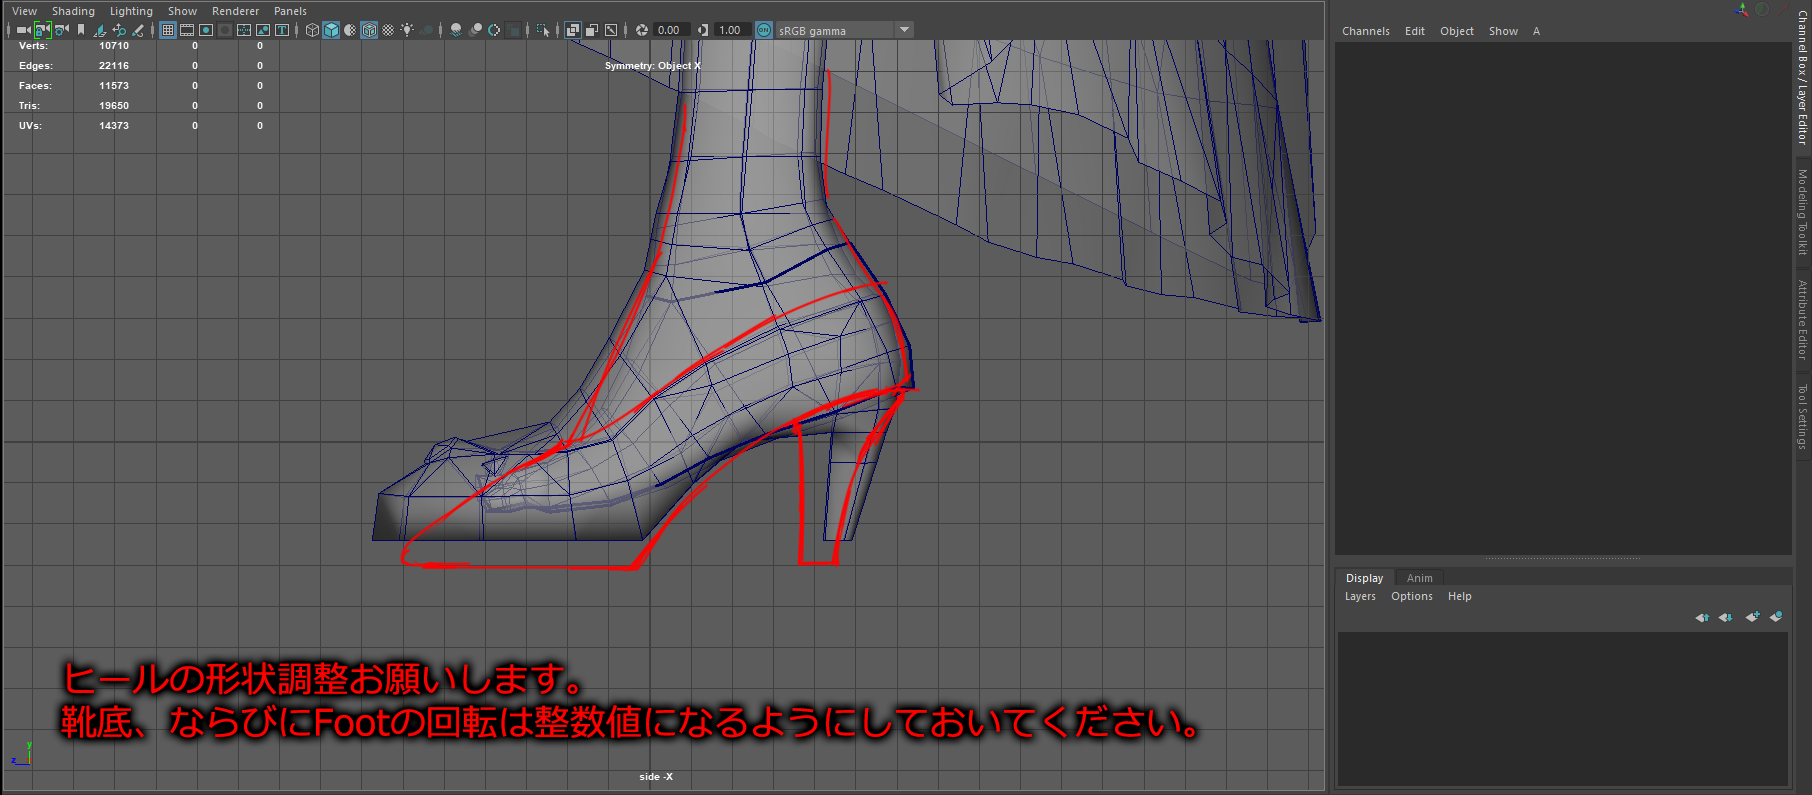 View Shading Lighting Show Renderer Panels
0.00 1.00 ON sRGB gamma
Verts: 10710 0 0
Edges: 22116 0 0
Faces: 11573 0 0
Tris: 19650 0 0
UVs: 14373 0 0
Symmetry: Object X
ヒールの形状調整お願いします。
靴底、ならびにFootの回転は整数値になるようにしておいてください。
y
z
side -X
Channels Edit Object Show A
Display Anim
Layers Options Help
Channel Box / Layer Editor
Modeling Toolkit
Attribute Editor
Tool Settings